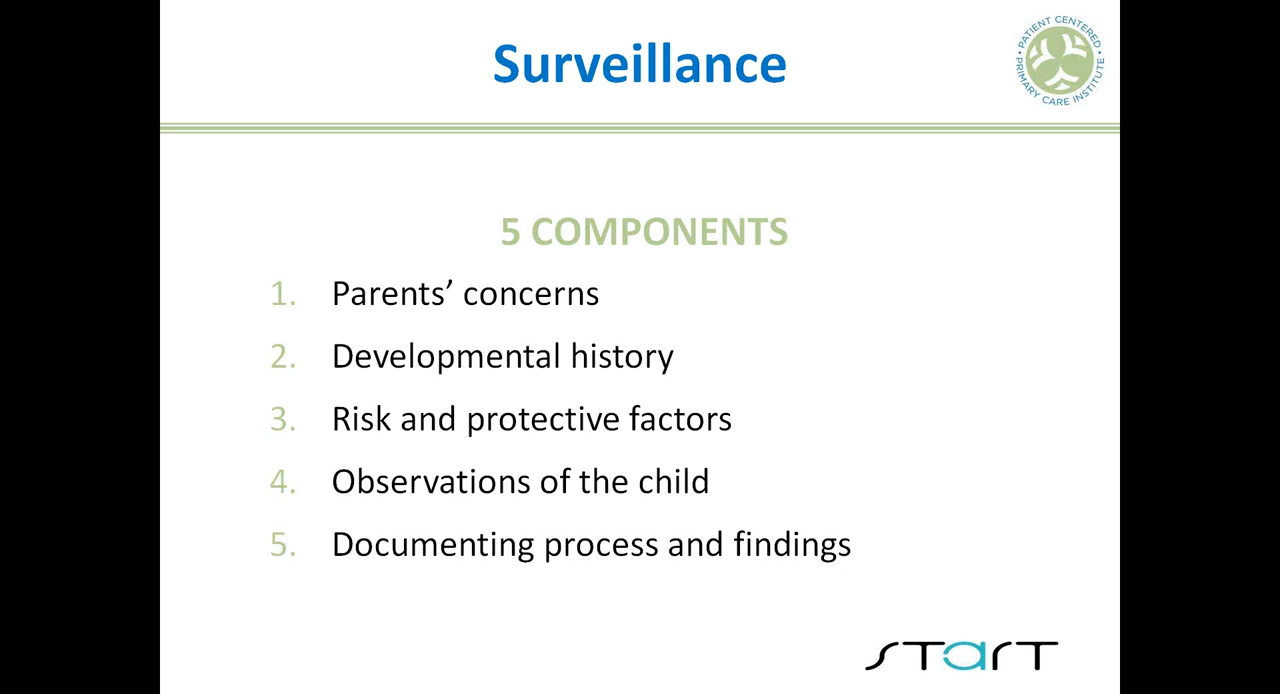 Surveillance
• PATIENT CENTERED •
PRIMARY CARE INSTITUTE
5 COMPONENTS
1. Parents’ concerns
2. Developmental history
3. Risk and protective factors
4. Observations of the child
5. Documenting process and findings
START